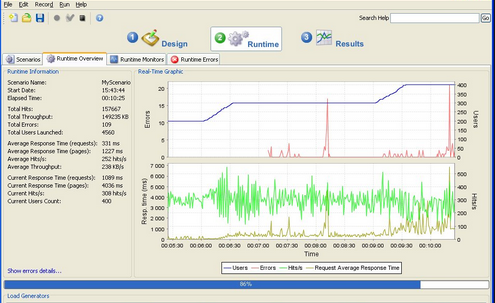 File Edit Record Run Help
Search Help Go
1 Design 2 Runtime 3 Results
Scenarios Runtime Overview Runtime Monitors Runtime Errors
Runtime Information
Scenario Name: MyScenario
Start Date: 15:43:44
Elapsed Time: 00:10:25
Total Hits: 157667
Total Throughput: 149235 KB
Total Errors: 109
Total Users Launched: 4560
Average Response Time (requests): 331 ms
Average Response Time (pages): 1227 ms
Average Hits/s: 252 hits/s
Average Throughput: 238 KB/s
Current Response Time (requests): 1089 ms
Current Response Time (pages): 4036 ms
Current Hits/s: 308 hits/s
Current Users Count: 400
Show errors details...
Real-Time Graphic
Errors
20
15
10
5
0
400
350
300
250
200
150
100
50
0
Users
Resp. time (ms)
7 000
6 000
5 000
4 000
3 000
2 000
1 000
0
500
400
300
200
100
0
Hits/s
00:06:00 00:06:30 00:07:00 00:07:30 00:08:00 00:08:30 00:09:00 00:09:30 00:10:00
Time
Users Errors Hits/s Request Average Response Time
86%
Load Generators